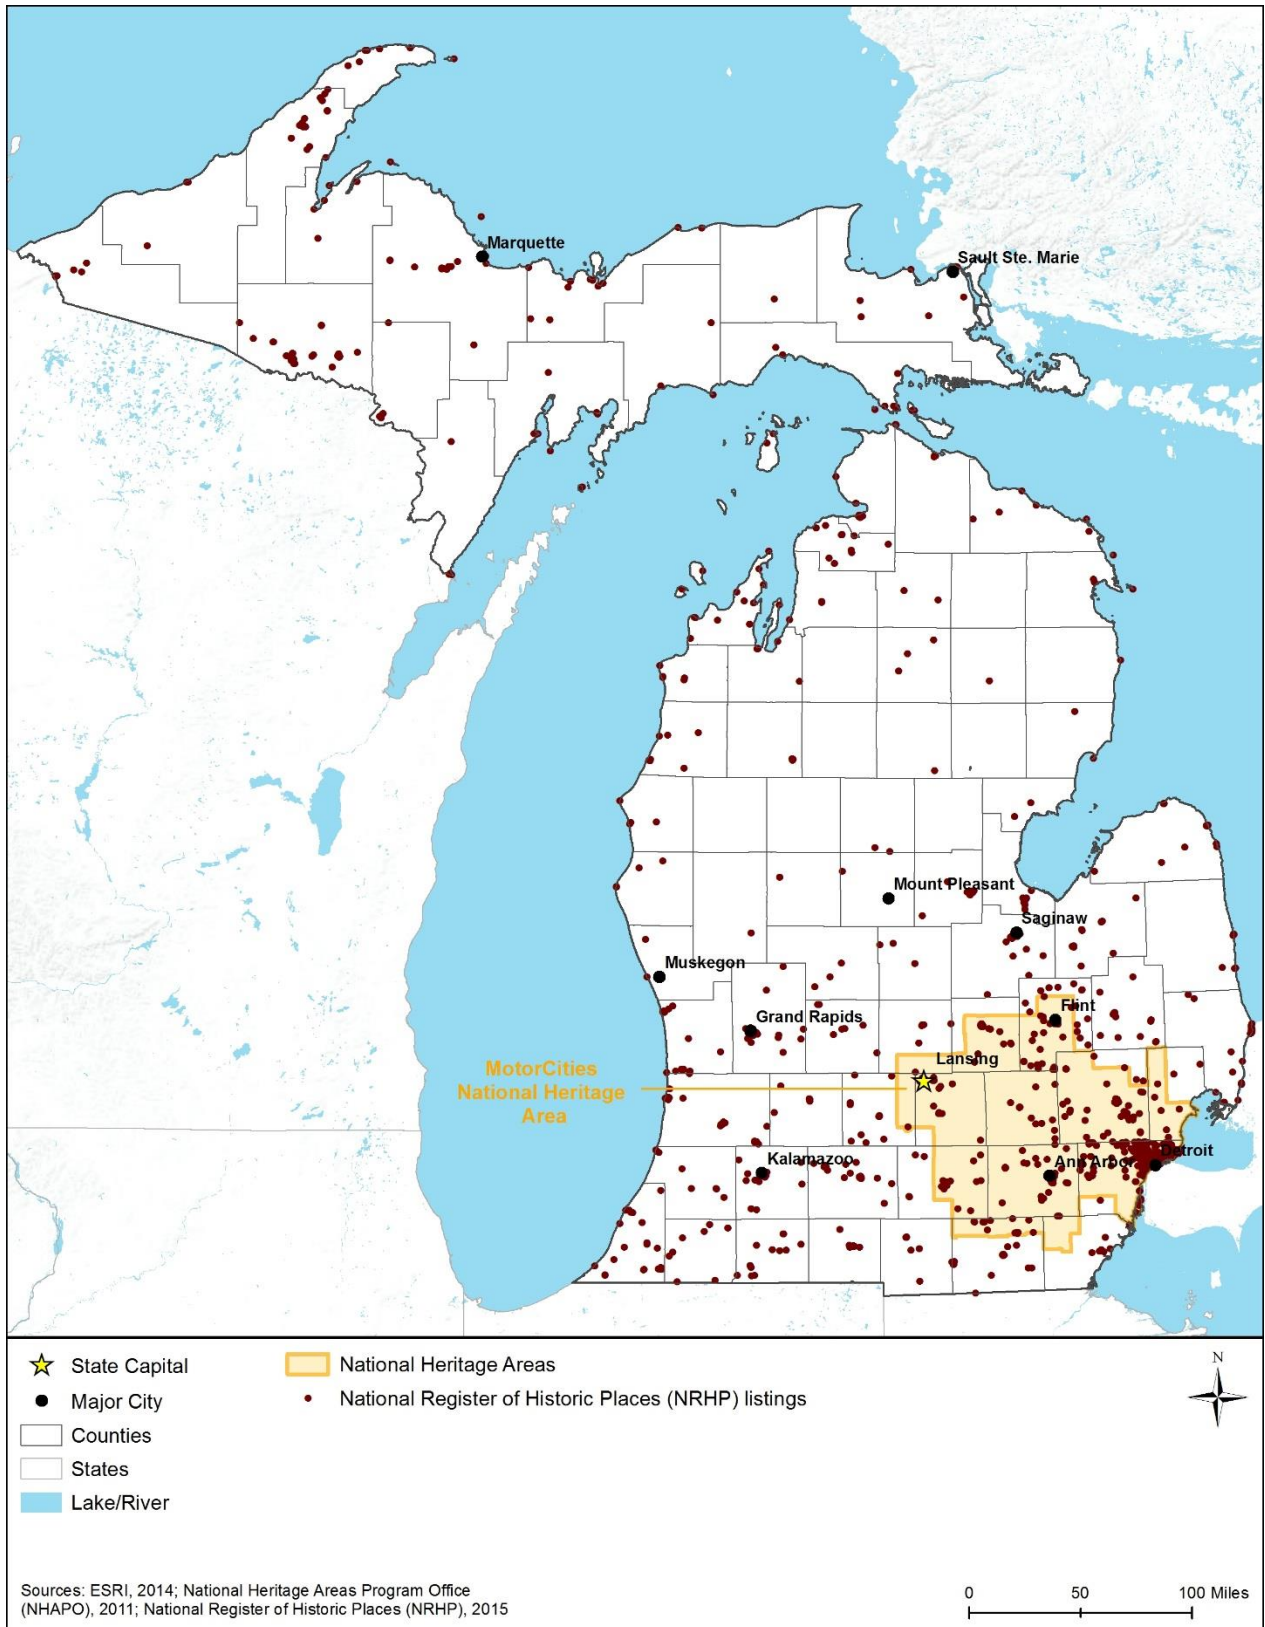 Marquette
Sault Ste. Marie
Mount Pleasant
Saginaw
Muskegon
Flint
Grand Rapids
Lansing
MotorCities
National Heritage
Area
Kalamazoo
Ann Arbor
Detroit
State Capital
Major City
Counties
States
Lake/River
National Heritage Areas
National Register of Historic Places (NRHP) listings
N
Sources: ESRI, 2014; National Heritage Areas Program Office
(NHAPO), 2011; National Register of Historic Places (NRHP), 2015
0 50 100 Miles